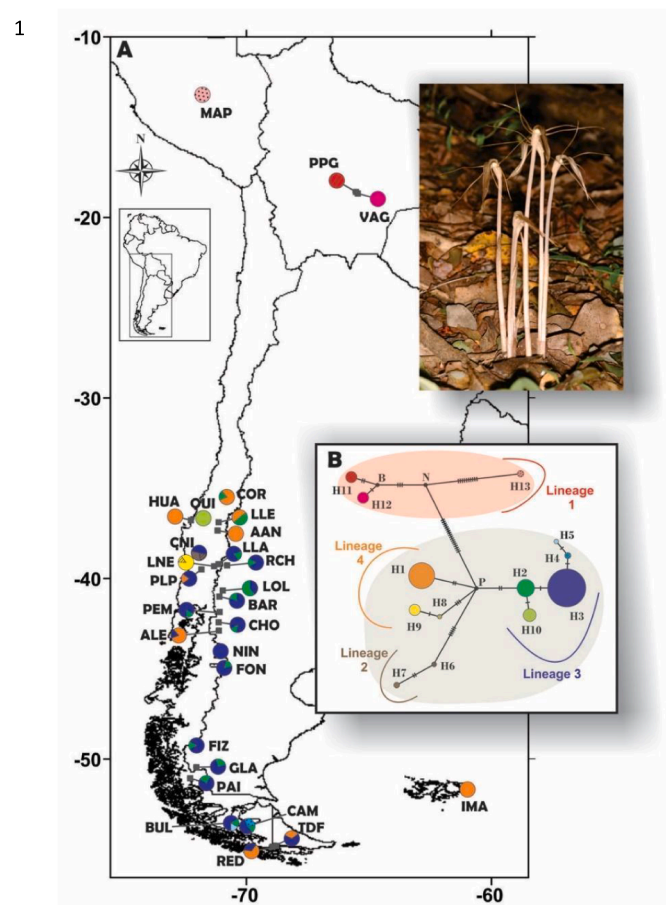 1
-10
A
MAP
N
PPG
VAG
-20
-30
B
N
B
H11
H12
H13
Lineage
1
COR
HUA
QUI
LLE
AAN
CNI
LLA
LNE
RCH
PLP
LOL
PEM
BAR
CHO
ALE
NIN
FON
H5
Lineage
4
H4
H1
P
H2
H3
H8
H9
H10
Lineage
2
H7
H6
Lineage 3
-40
-50
FIZ
GLA
PAI
IMA
CAM
BUL
TDF
RED
-70
-60